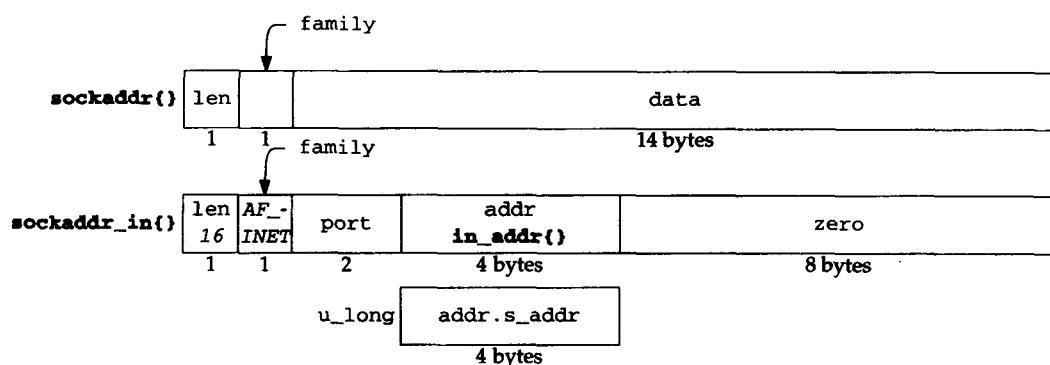 family
sockaddr{} len data
1 1 14 bytes
family
sockaddr_in{} len 16 AF_- INET port addr in_addr{} zero
1 1 2 4 bytes 8 bytes
u_long addr.s_addr
4 bytes